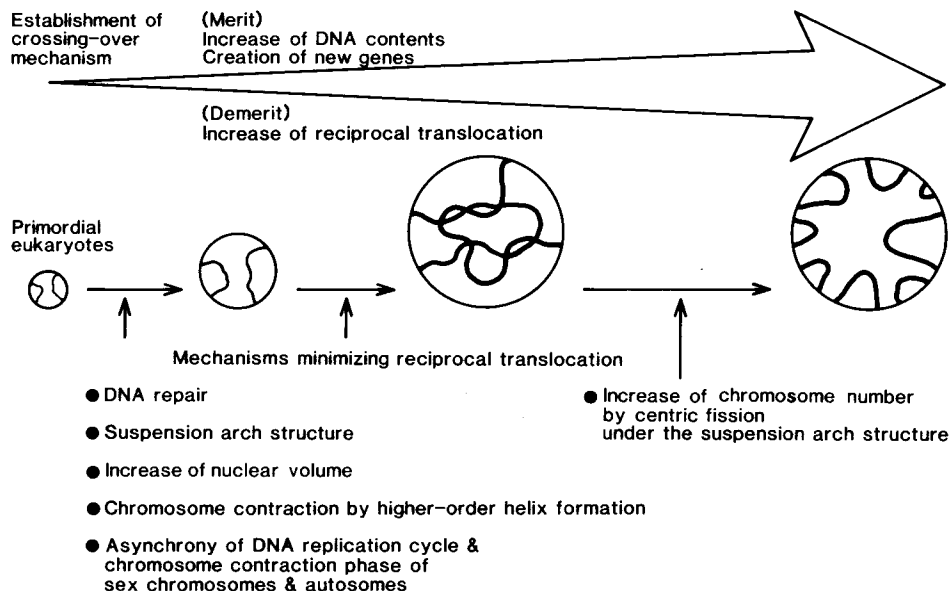 Establishment of
crossing-over
mechanism
(Merit)
Increase of DNA contents
Creation of new genes
(Demerit)
Increase of reciprocal translocation
Primordial
eukaryotes
Mechanisms minimizing reciprocal translocation
● DNA repair
● Suspension arch structure
● Increase of nuclear volume
● Chromosome contraction by higher-order helix formation
● Asynchrony of DNA replication cycle &
chromosome contraction phase of
sex chromosomes & autosomes
● Increase of chromosome number
by centric fission
under the suspension arch structure